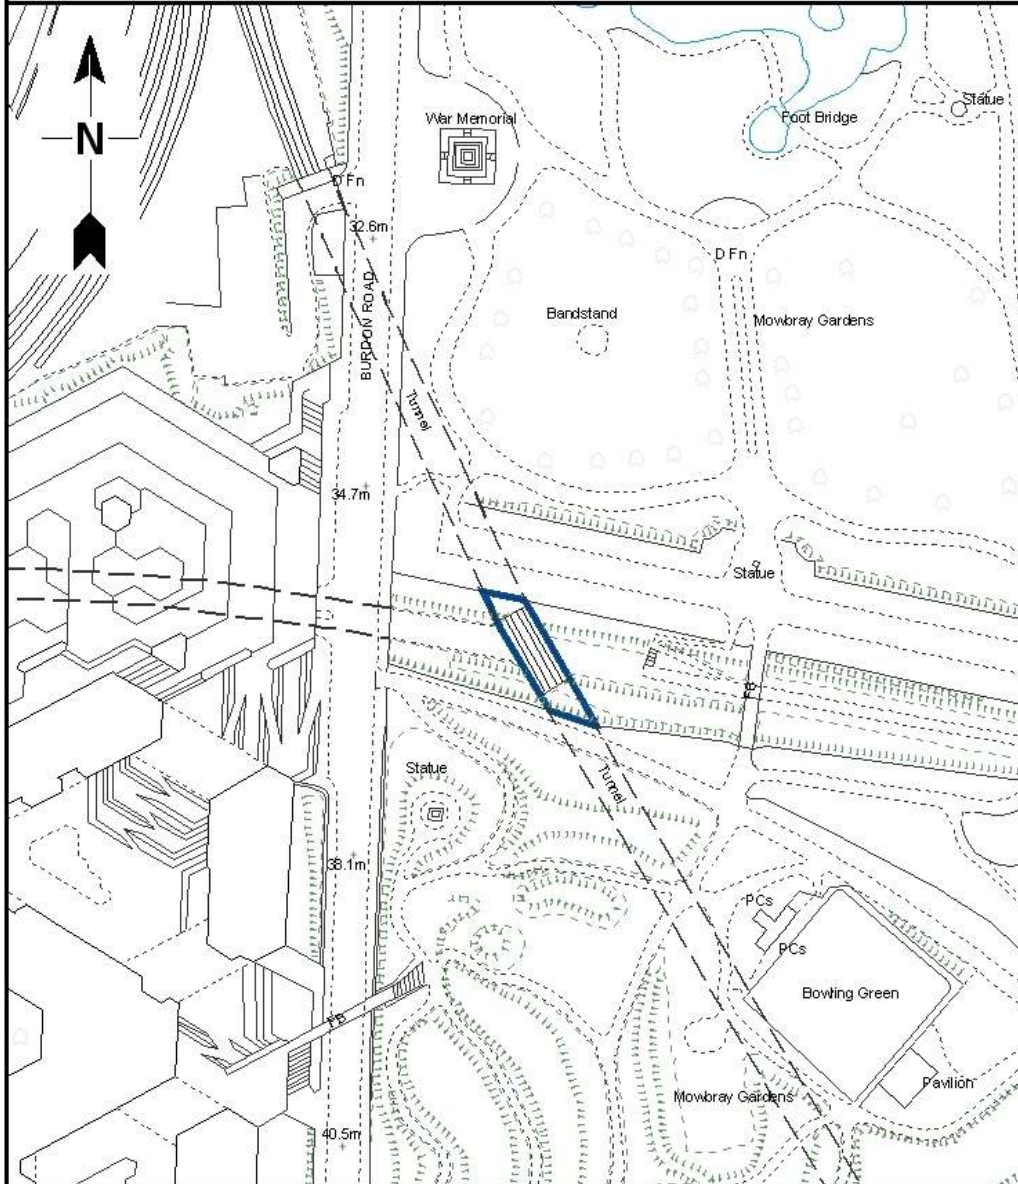 N
War Memorial
Foot Bridge
Statue
D Fn
32.6m
D Fn
BURDON ROAD
Bandstand
Mowbray Gardens
Tunnel
34.7m
Statue
FB
Statue
Tunnel
38.1m
PCs
PCs
Bowling Green
FB
Pavilion
Mowbray Gardens
40.5m